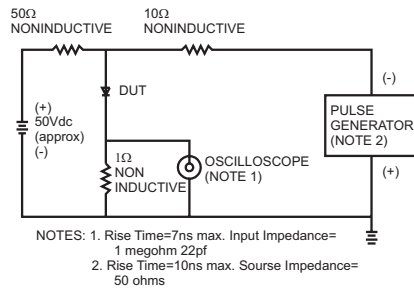 50Ω
NONINDUCTIVE
10Ω
NONINDUCTIVE
(+)
50Vdc
(approx)
(-)
DUT
1Ω
NON
INDUCTIVE
OSCILLOSCOPE
(NOTE 1)
(-)
PULSE
GENERATOR
(NOTE 2)
(+)
NOTES: 1. Rise Time=7ns max. Input Impedance=
1 megohm 22pf
2. Rise Time=10ns max. Sourse Impedance=
50 ohms